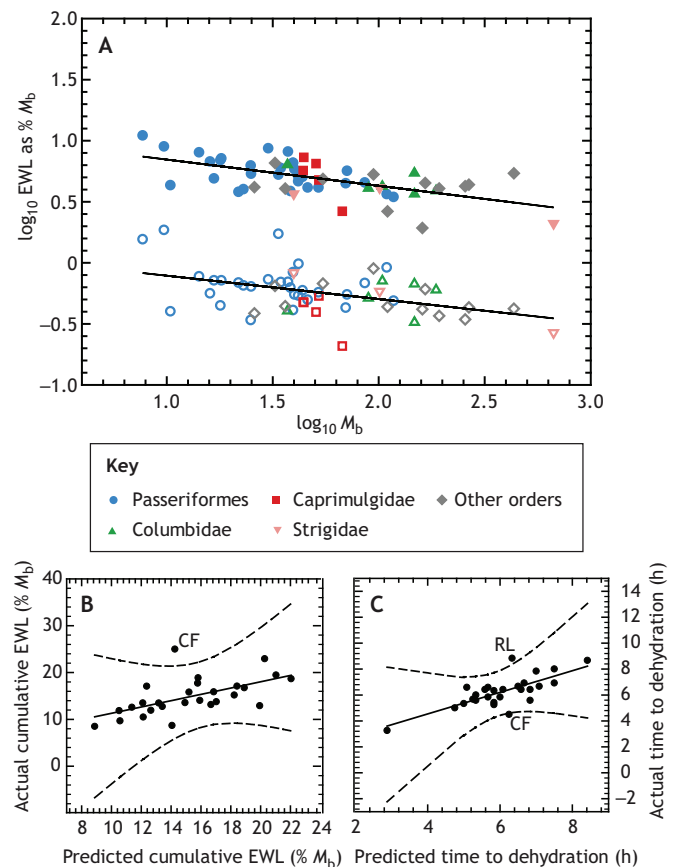 A
2.0
1.5
1.0
0.5
0
−0.5
−1.0
log10 EWL as % Mb
1.0 1.5 2.0 2.5 3.0
log10 Mb
Key
Passeriformes Caprimulgidae Other orders
Columbidae Strigidae
B
40
30
20
10
0
Actual cumulative EWL (% Mb)
CF
8 10 12 14 16 18 20 22 24
Predicted cumulative EWL (% Mb)
C
14
12
10
8
6
4
2
0
−2
Actual time to dehydration (h)
RL
CF
2 4 6 8
Predicted time to dehydration (h)